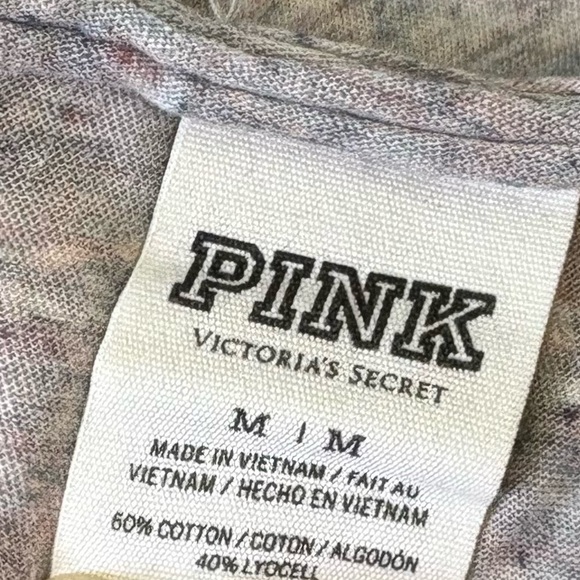 PINK
VICTORIA'S SECRET
M | M
MADE IN VIETNAM / FAIT AU
VIETNAM / HECHO EN VIETNAM
60% COTTON / COTON / ALGODÓN
40% LYOCELL